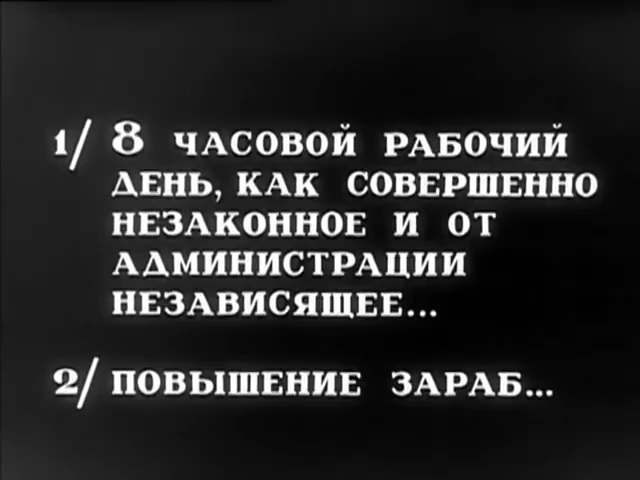 1/ 8 ЧАСОВОЙ РАБОЧИЙ
ДЕНЬ, КАК СОВЕРШЕННО
НЕЗАКОННОЕ И ОТ
АДМИНИСТРАЦИИ
НЕЗАВИСЯЩЕЕ...
2/ ПОВЫШЕНИЕ ЗАРАБ...